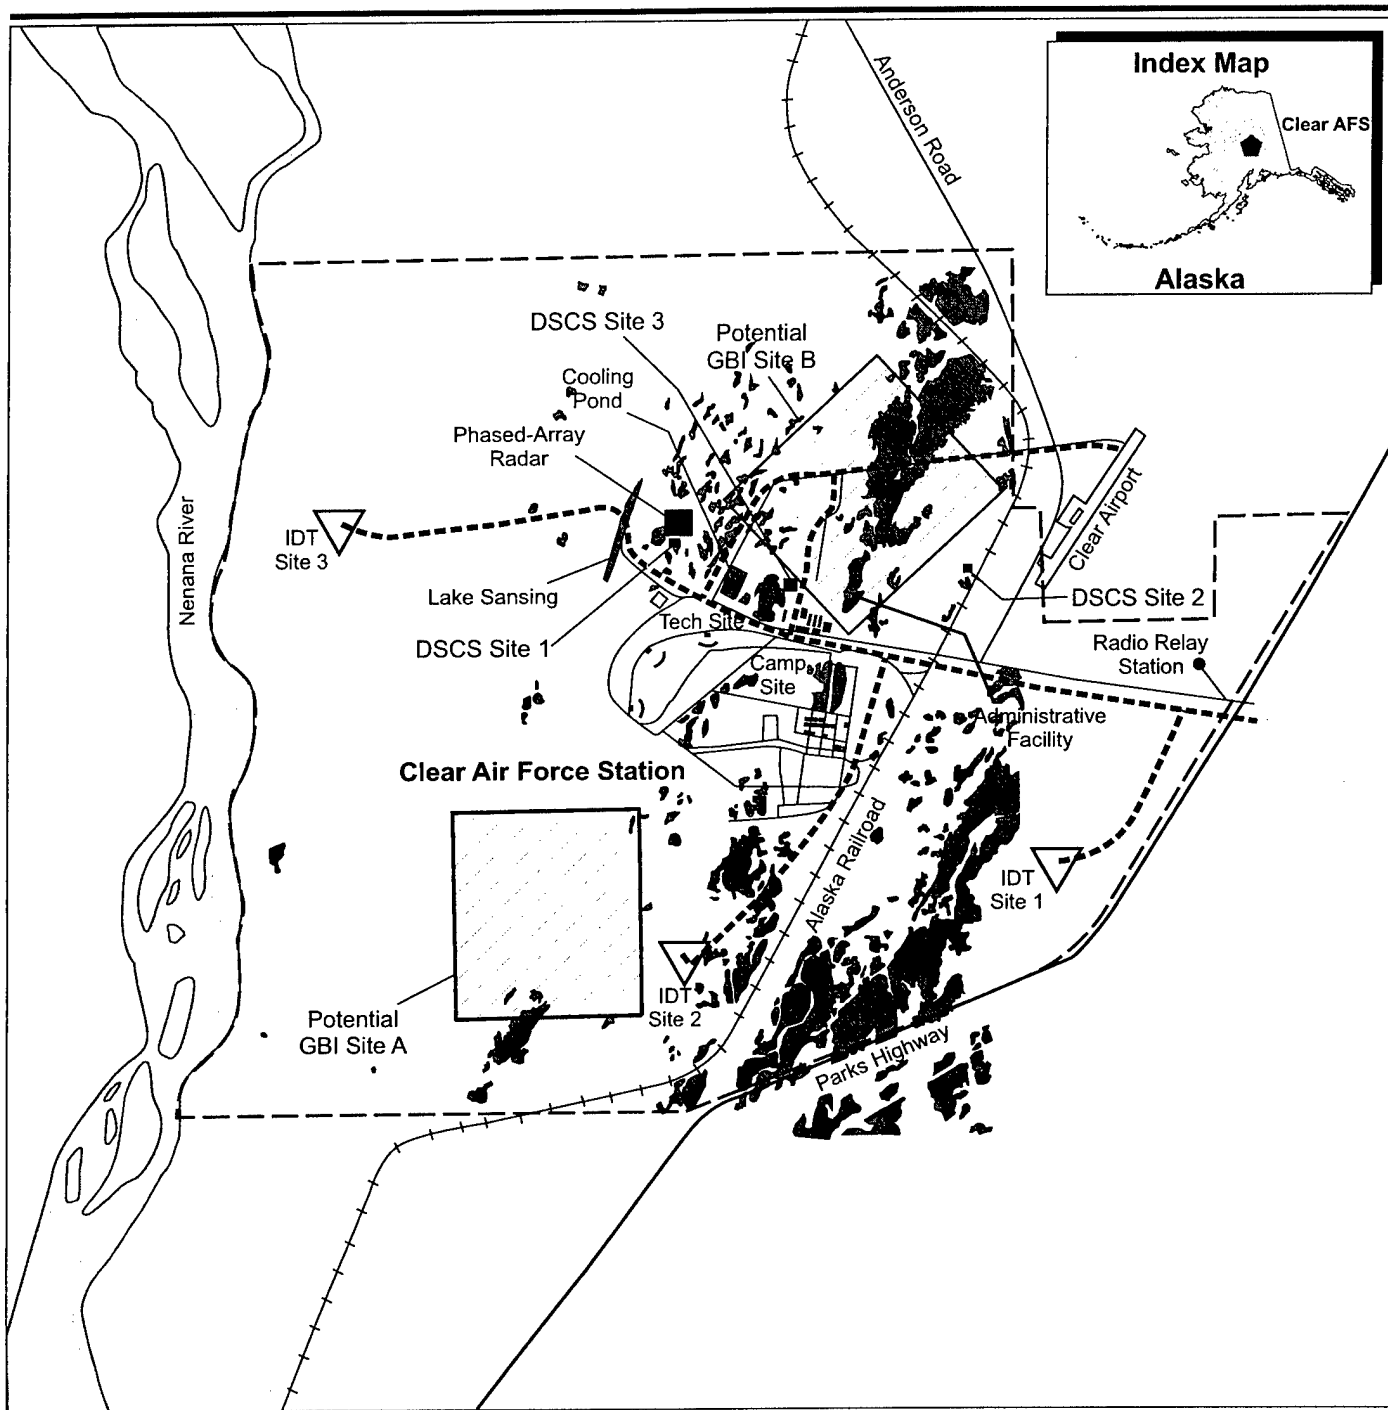 Index Map
Clear AFS
Alaska
Anderson Road
DSCS Site 3
Potential
GBI Site B
Cooling
Pond
Phased-Array
Radar
Nenana River
IDT
Site 3
Clear Airport
Lake Sansing
DSCS Site 2
Tech Site
DSCS Site 1
Radio Relay
Station
Camp
Site
Administrative
Facility
Clear Air Force Station
Alaska Railroad
IDT
Site 1
IDT
Site 2
Potential
GBI Site A
Parks Highway